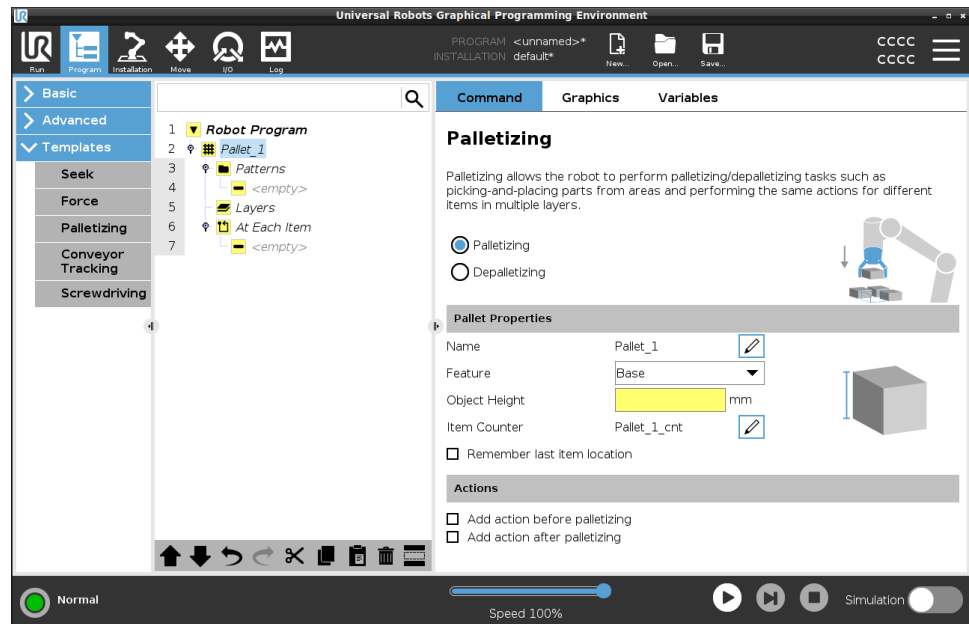 Universal Robots Graphical Programming Environment
PROGRAM <unnamed>*
INSTALLATION default*
Run
Program
Installation
Move
I/O
Log
New...
Open...
Save...
CCCC
CCCC
Basic
Advanced
Templates
Seek
Force
Palletizing
Conveyor
Tracking
Screwdriving
1 Robot Program
2 Pallet_1
3 Patterns
4 <empty>
5 Layers
6 At Each Item
7 <empty>
Command
Graphics
Variables
Palletizing
Palletizing allows the robot to perform palletizing/depalletizing tasks such as
picking-and-placing parts from areas and performing the same actions for different
items in multiple layers.
Palletizing
Depalletizing
Pallet Properties
Name Pallet_1
Feature Base
Object Height mm
Item Counter Pallet_1_cnt
Remember last item location
Actions
Add action before palletizing
Add action after palletizing
Normal
Speed 100%
Simulation